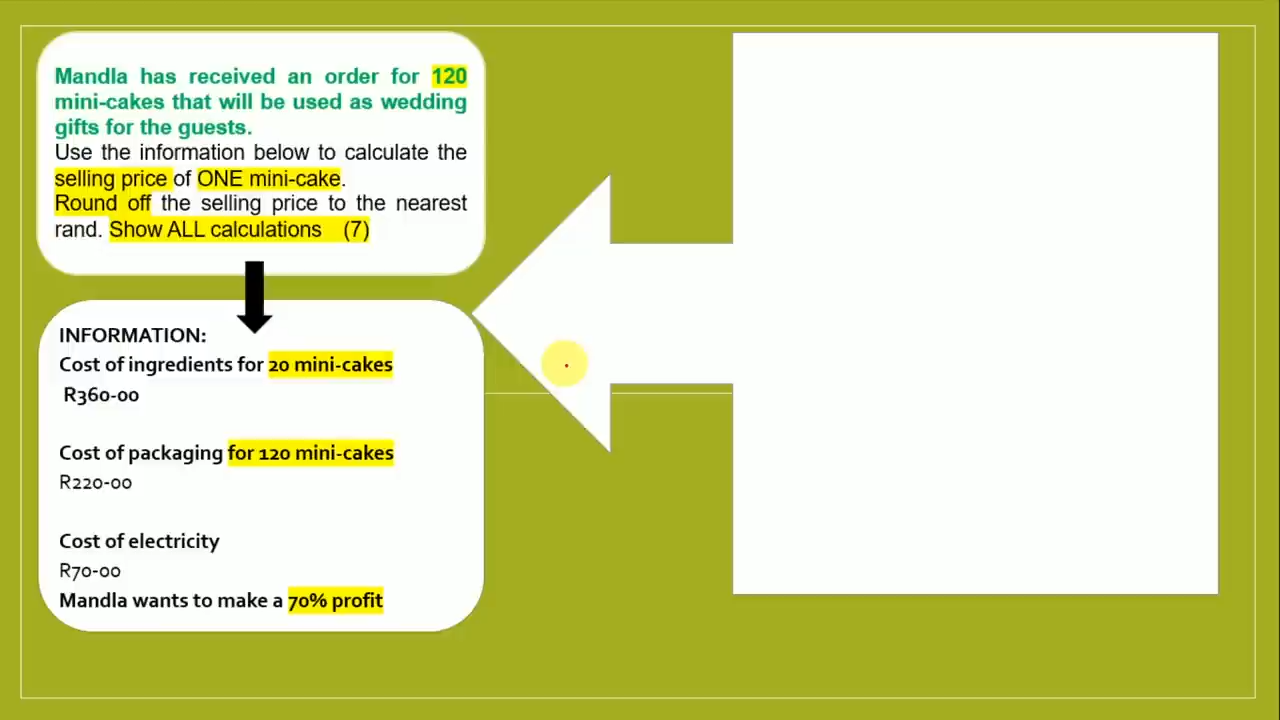 Mandla has received an order for 120
mini-cakes that will be used as wedding
gifts for the guests.
Use the information below to calculate the
selling price of ONE mini-cake.
Round off the selling price to the nearest
rand. Show ALL calculations (7)
INFORMATION:
Cost of ingredients for 20 mini-cakes
R360-00
Cost of packaging for 120 mini-cakes
R220-00
Cost of electricity
R70-00
Mandla wants to make a 70% profit